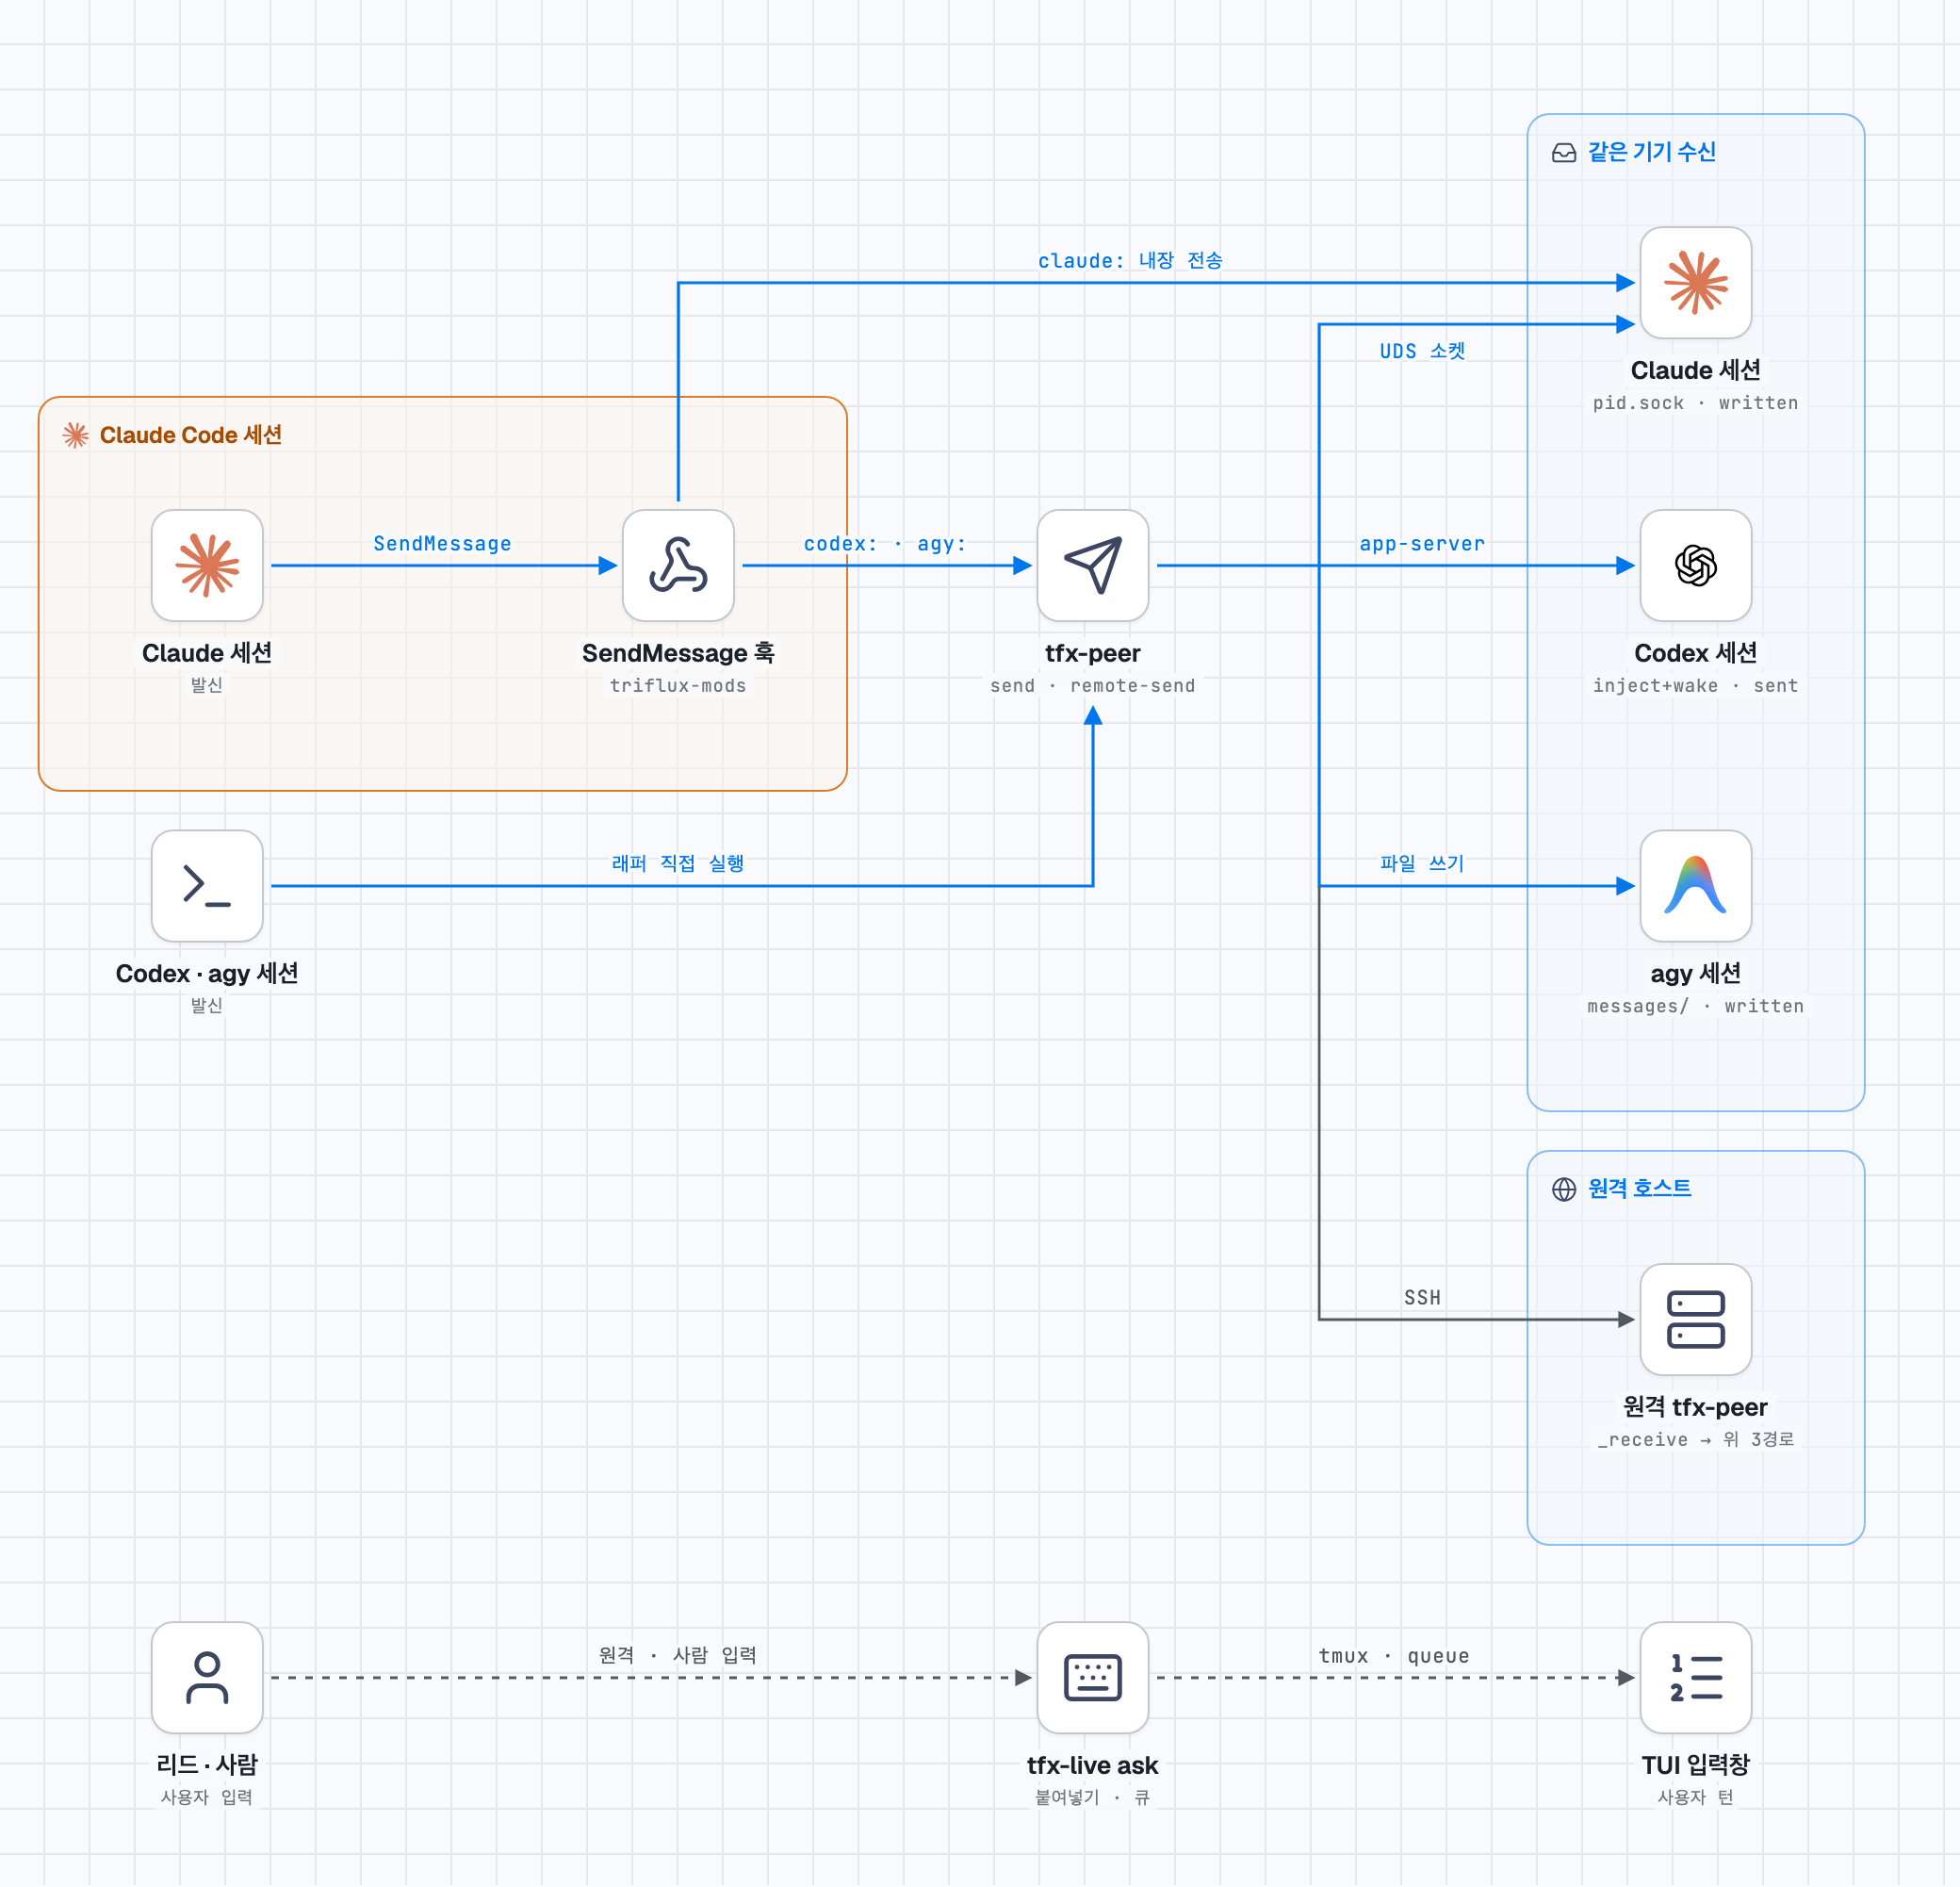 같은 기기 수신
claude: 내장 전송
UDS 소켓
Claude 세션
pid.sock · written
Claude Code 세션
SendMessage
codex: · agy:
app-server
Claude 세션
발신
SendMessage 훅
triflux-mods
tfx-peer
send · remote-send
Codex 세션
inject+wake · sent
래퍼 직접 실행
파일 쓰기
>_
Codex · agy 세션
발신
agy 세션
messages/ · written
원격 호스트
SSH
원격 tfx-peer
_receive → 위 3경로
원격 · 사람 입력
tmux · queue
1
2
리드 · 사람
사용자 입력
tfx-live ask
붙여넣기 · 큐
TUI 입력창
사용자 턴